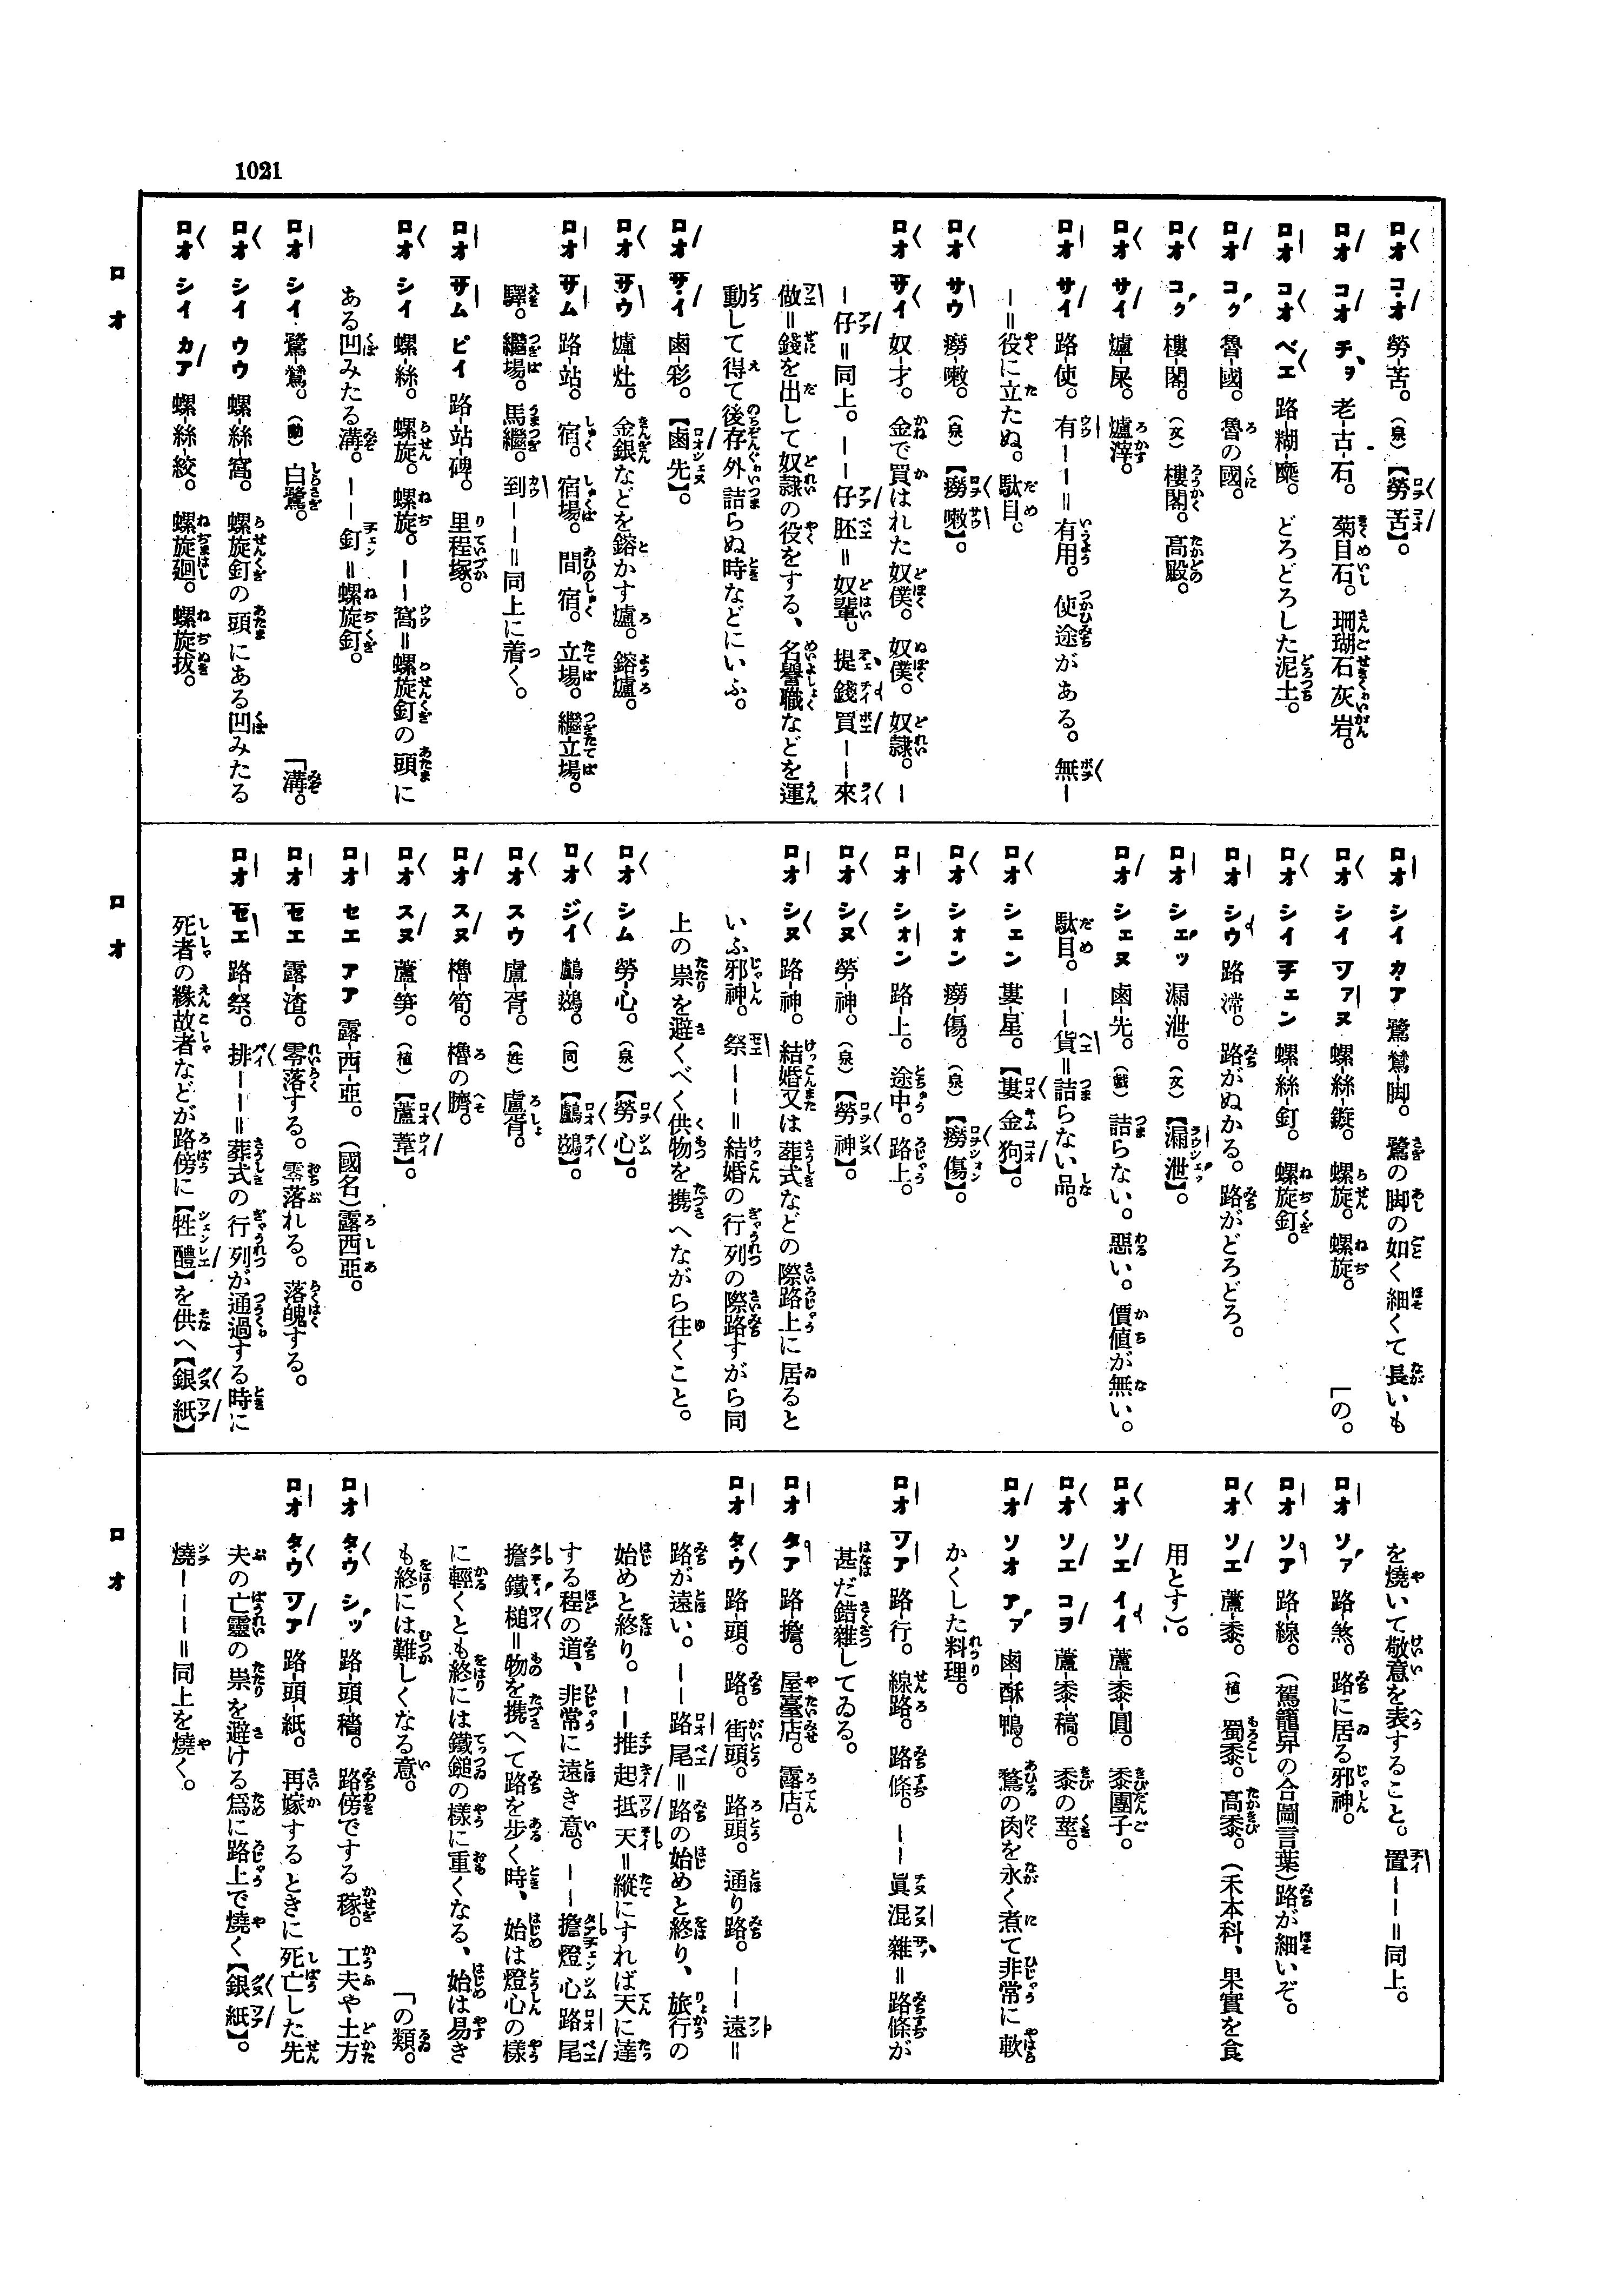 1021
ロオ コオ 勞-苦。(泉)【勞苦】。
ロオ コオ チヲ 老-古-石。菊目石。珊瑚石灰岩。
ロオ コオ ベエ 路-糊-糜。どろどろした泥土。
ロオ コク 魯-國。魯の國。
ロオ コク 樓-閣。(文)樓閣。高殿。
ロオ サイ 爐-屎。爐滓。
ロオ サイ 路-使。有--=有用。使途がある。無-
-=役に立たぬ。駄目。
ロオ サウ 癆-嗽。(泉)【癆嗽】。
ロオ サイ 奴-才。金で買はれた奴僕。奴僕。奴隷。-
-仔=同上。--仔胚=奴輩。提錢買--來
做=錢を出して奴隷の役をする、名譽職などを運
動して得て後存外詰らぬ時などにいふ。
ロオ サイ 鹵-彩。【鹵先】。
ロオ サウ 爐-灶。金銀などを鎔かす爐。鎔爐。
ロオ サム 路-站。宿。宿場。間宿。立場。繼立場。
驛。繼場。馬繼。到--=同上に着く。
ロオ サム ピイ 路-站-碑。里程塚。
ロオ シイ 螺-絲。螺旋。螺旋。--窩=螺旋釘の頭に
ある凹みたる溝。--釘=螺旋釘。
ロオ シイ 鷺-鷥。(動)白鷺。
ロオ シイ ウウ 螺-絲-窩。螺旋釘の頭にある凹みたる「溝。
ロオ シイ カア 螺-絲-絞。螺旋廻。螺旋拔。
ロオ シイ カア 鷺鷥脚。鷺の脚の如く細くて長いも
ロオ シイ ツアヌ 螺-絲-鏇。螺旋。螺旋。「の。
ロオ シイ チェン 螺-絲-釘。螺旋釘。
ロオ シウ 路滯。路がぬかる。路がどろどろ。
ロオ シェッ 漏-泄。(文)【漏泄】。
ロオ シェヌ 鹵-先。(戲)詰らない。惡い。價値が無い。
駄目。--貨=詰らない品。
ロオ シェン 婁-星。【婁金狗】。
ロオ シォン 癆-傷。(泉)【癆傷】。
ロオ シォン 路-上。途中。路上。
ロオ シヌ 勞-神。(泉)【勞神】。
ロオ シヌ 路-神。結婚又は葬式などの際路上に居ると
いふ邪神。祭--=結婚の行列の際路すがら同
上の祟を避くべく供物を携へながら往くこと。
ロオ シム 勞-心。(泉)【勞心】。
ロオ ジイ 鸕-鶿。(同)【鸕鶿】。
ロオ スウ 盧-胥。(姓)盧胥。
ロオ スヌ 櫓-筍。櫓の臍。
ロオ スヌ 蘆-笋。(植)【蘆葦】。
ロオ セエ アア 露-西-亞。(國名)露西亞。
ロオ セエ 露-渣。零落する。零落れる。落魄する。
ロオ セエ 路-祭。排--=葬式の行列が通過する時に
死者の緣故者などが路傍に【牲醴】を供へ【銀紙】
を燒いて敬意を表すること。置--=同上。
ロオ ソア 路-煞。路に居る邪神。
ロオ ソア 路-線。(駕籠舁の合圖言葉)路が細いぞ。
ロオ ソエ 蘆-黍。(植)蜀黍。高黍。(禾本科、果實を食
用とす)。
ロオ ソエ イイ 蘆-黍-圓。黍團子。
ロオ ソエ コヲ 蘆-黍-稿。黍の莖。
ロオ ソオ アア 鹵-酥-鴨。鶩の肉を永く煮て非常に軟
かくした料理。
ロオ ツア 路-行。線路。路條。--眞混雜=路條が
甚だ錯雜してゐる。
ロオ タア 路-擔。屋臺店。露店。
ロオ タウ 路-頭。路。街頭。路頭。通り路。--遠=
路が遠い。--路尾=路の始めと終り、旅行の
始めと終り。--推起抵天=縱にすれば天に達
する程の道、非常に遠き意。--擔燈心路尾
擔鐵槌=物を携へて路を步く時、始は燈心の樣
に輕くとも終には鐵鎚の樣に重くなる、始は易き
も終には難しくなる意。
ロオ タウ シッ 路-頭-穡。路傍でする稼。工夫や土方「の類。
ロオ タウ ツア 路-頭-紙。再嫁するときに死亡した先
夫の亡靈の祟を避ける爲に路上で燒く【銀紙】。
燒---=同上を燒く。
ロオ
ロオ
ロオ